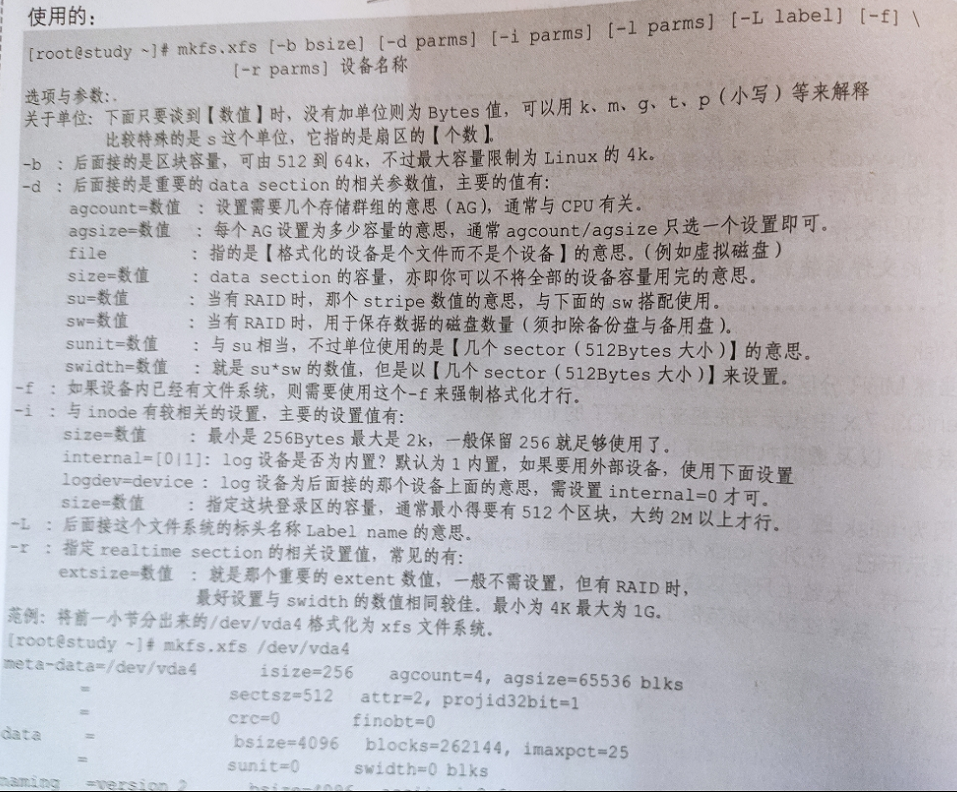 使用的：
[root@study ~]# mkfs.xfs [-b bsize] [-d parms] [-i parms] [-l parms] [-L label] [-f] \
[-r parms] 设备名称
选项与参数：.
关于单位：下面只要谈到【数值】时，没有加单位则为 Bytes 值，可以用 k、m、g、t、p（小写）等来解释
比较特殊的是 s 这个单位，它指的是扇区的【个数】。
-b ：后面接的是区块容量，可由 512 到 64k，不过最大容量限制为 Linux 的 4k。
-d ：后面接的是重要的 data section 的相关参数值，主要的值有：
agcount=数值 ：设置需要几个存储群组的意思（AG），通常与 CPU 有关。
agsize=数值 ：每个 AG 设置为多少容量的意思，通常 agcount/agsize 只选一个设置即可。
file ：指的是【格式化的设备是个文件而不是个设备】的意思。（例如虚拟磁盘）
size=数值 ：data section 的容量，亦即你可以不将全部的设备容量用完的意思。
su=数值 ：当有 RAID 时，那个 stripe 数值的意思，与下面的 sw 搭配使用。
sw=数值 ：当有 RAID 时，用于保存数据的磁盘数量（须扣除备份盘与备用盘）。
sunit=数值 ：与 su 相当，不过单位使用的是【几个 sector（512Bytes 大小）】的意思。
swidth=数值 ：就是 su*sw 的数值，但是以【几个 sector（512Bytes 大小）】来设置。
-f ：如果设备内已经有文件系统，则需要使用这个-f 来强制格式化才行。
-i ：与 inode 有较相关的设置，主要的设置值有：
size=数值 ：最小是 256Bytes 最大是 2k，一般保留 256 就足够使用了。
internal=[0|1]：log 设备是否为内置？默认为 1 内置，如果要用外部设备，使用下面设置
logdev=device ：log 设备为后面接的那个设备上面的意思，需设置 internal=0 才可。
size=数值 ：指定这块登录区的容量，通常最小得要有 512 个区块，大约 2M 以上才行。
-L ：后面接这个文件系统的标头名称 Label name 的意思。
-r ：指定 realtime section 的相关设置值，常见的有：
extsize=数值 ：就是那个重要的 extent 数值，一般不需设置，但有 RAID 时，
最好设置与 swidth 的数值相同较佳。最小为 4K 最大为 1G。
范例：将前一小节分出来的/dev/vda4 格式化为 xfs 文件系统。
[root@study ~]# mkfs.xfs /dev/vda4
meta-data=/dev/vda4 isize=256 agcount=4, agsize=65536 blks
= sectsz=512 attr=2, projid32bit=1
= crc=0 finobt=0
data = bsize=4096 blocks=262144, imaxpct=25
= sunit=0 swidth=0 blks
naming =version 2 bsize=4096